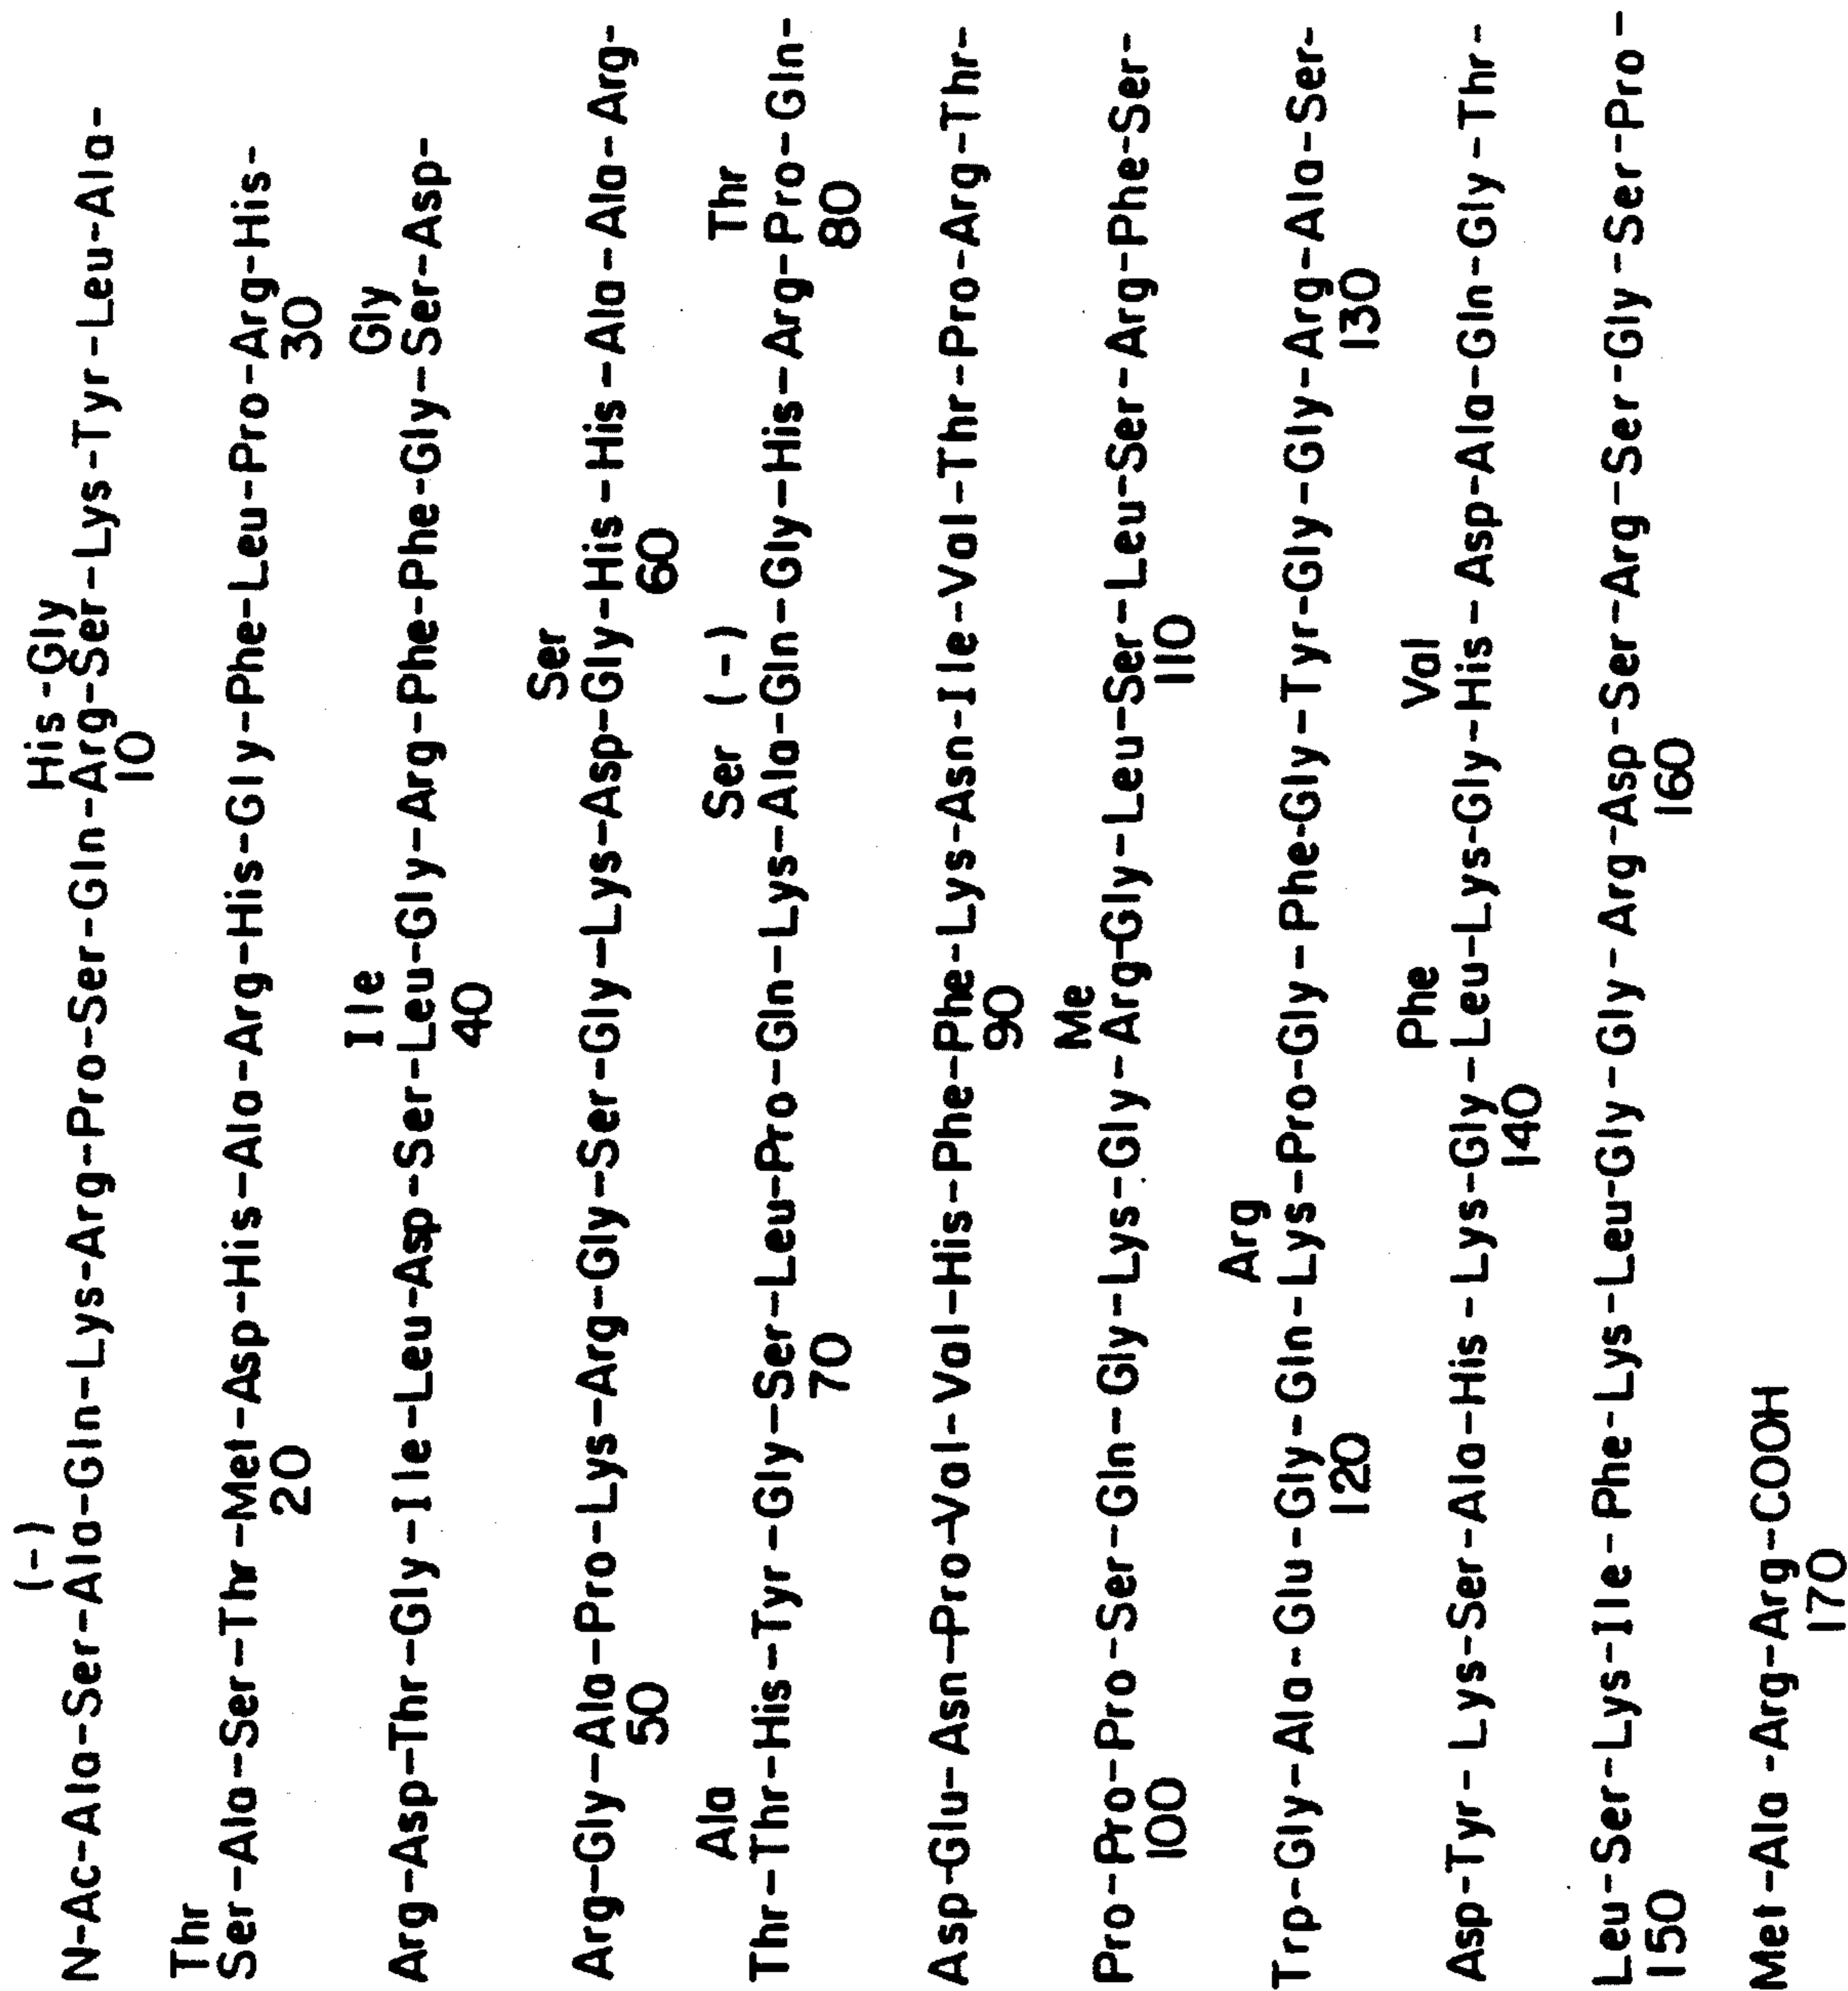 (-) His-Gly
N-Ac-Ala-Ser-Ala-Gln-Lys-Arg-Pro-Ser-Gln-Arg-Ser-Lys-Tyr-Leu-Ala-
10
Thr
Ser-Ala-Ser-Thr-Met-Asp-His-Ala-Arg-His-Gly-Phe-Leu-Pro-Arg-His-
20 30
Ile Gly
Arg-Asp-Thr-Gly-Ile-Leu-Asp-Ser-Leu-Gly-Arg-Phe-Phe-Gly-Ser-Asp-
40
Ser
Arg-Gly-Ala-Pro-Lys-Arg-Gly-Ser-Gly-Lys-Asp-Gly-His-His-Ala-Ala-Arg-
50 60
Ala Ser (-) Thr
Thr-Thr-His-Tyr-Gly-Ser-Leu-Pro-Gln-Lys-Ala-Gln-Gly-His-Arg-Pro-Gln-
70 80
Asp-Glu-Asn-Pro-Val-Val-His-Phe-Phe-Lys-Asn-Ile-Val-Thr-Pro-Arg-Thr-
90
Me
Pro-Pro-Pro-Ser-Gln-Gly-Lys-Gly-Arg-Gly-Leu-Ser-Leu-Ser-Arg-Phe-Ser-
100 110
Arg
Trp-Gly-Ala-Glu-Gly-Gln-Lys-Pro-Gly-Phe-Gly-Tyr-Gly-Gly-Arg-Ala-Ser-
120 130
Phe Val
Asp-Tyr-Lys-Ser-Ala-His-Lys-Gly-Leu-Lys-Gly-His-Asp-Ala-Gln-Gly-Thr-
140
Leu-Ser-Lys-Ile-Phe-Lys-Leu-Gly-Gly-Arg-Asp-Ser-Arg-Ser-Gly-Ser-Pro-
150 160
Met-Ala-Arg-Arg-COOH
170